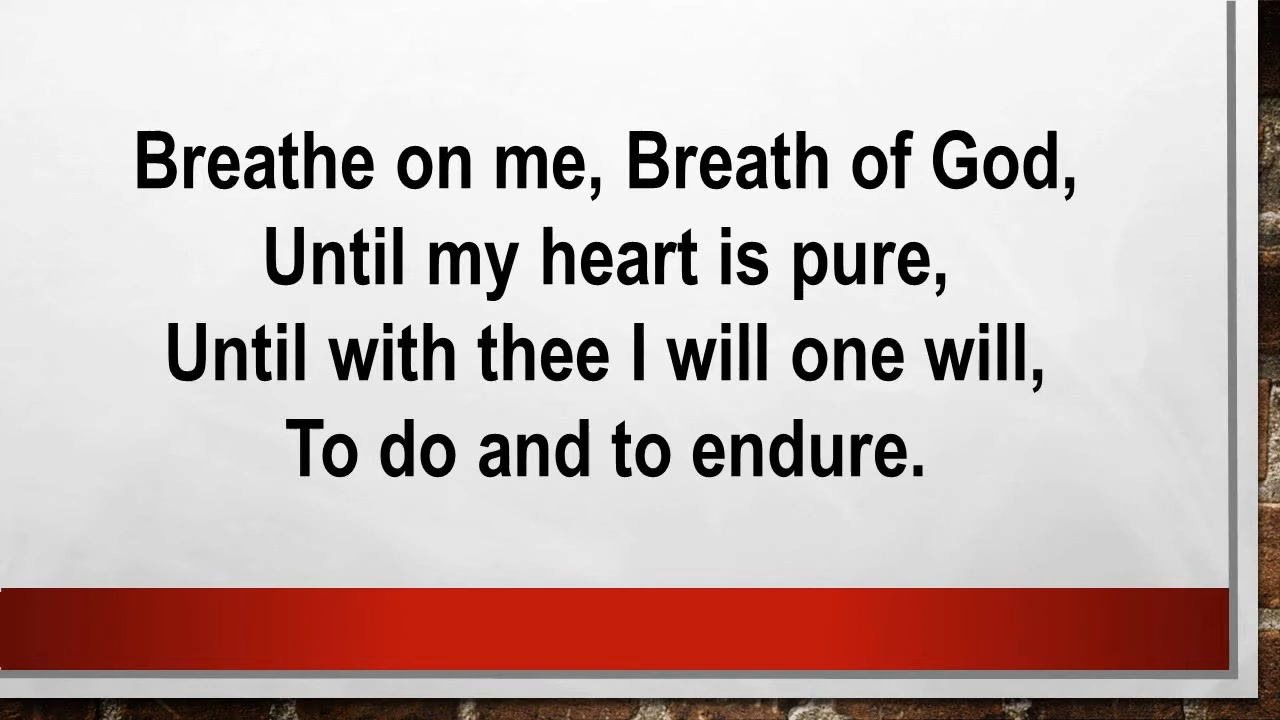 Breathe on me, Breath of God,
Until my heart is pure,
Until with thee I will one will,
To do and to endure.